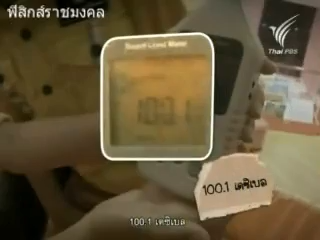 ฟิสิกส์ราชมงคล
Thai PBS
Sound Level Meter
100.1
100.1 เดซิเบล
100.1 เดซิเบล